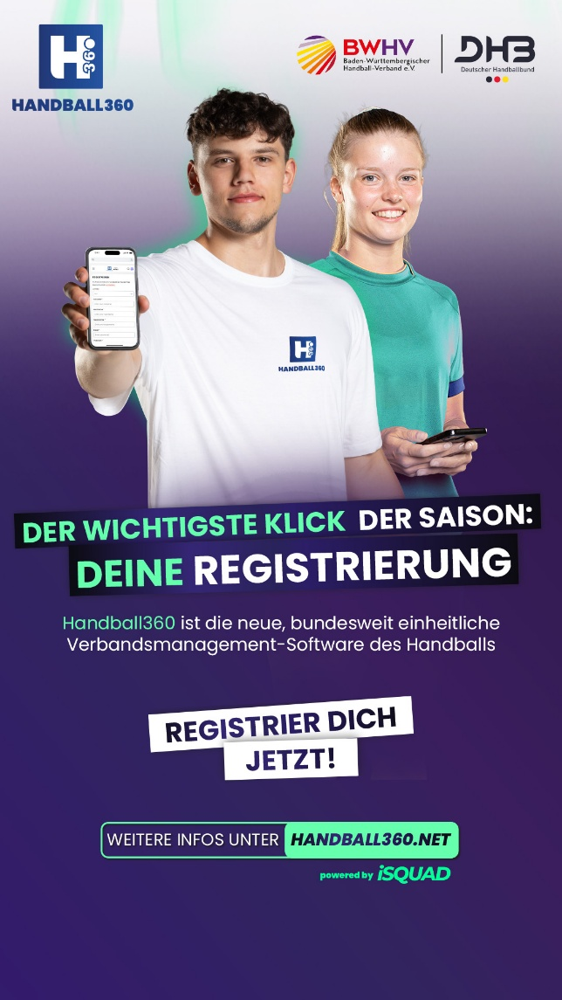 H360
HANDBALL360
BWHV
Baden-Württembergischer
Handball-Verband e.V.
DHB
Deutscher Handballbund
H360
HANDBALL360
DER WICHTIGSTE KLICK DER SAISON:
DEINE REGISTRIERUNG
Handball360 ist die neue, bundesweit einheitliche
Verbandsmanagement-Software des Handballs
REGISTRIER DICH
JETZT!
WEITERE INFOS UNTER HANDBALL360.NET
powered by iSQUAD